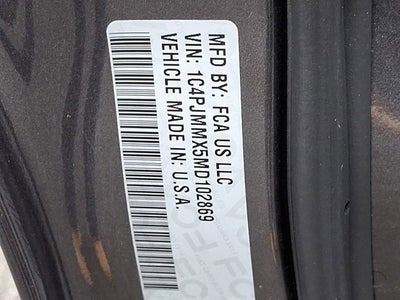 MFD BY: FCA US LLC
VIN: 1C4PJMMX5MD102869
VEHICLE MADE IN: U.S.A.